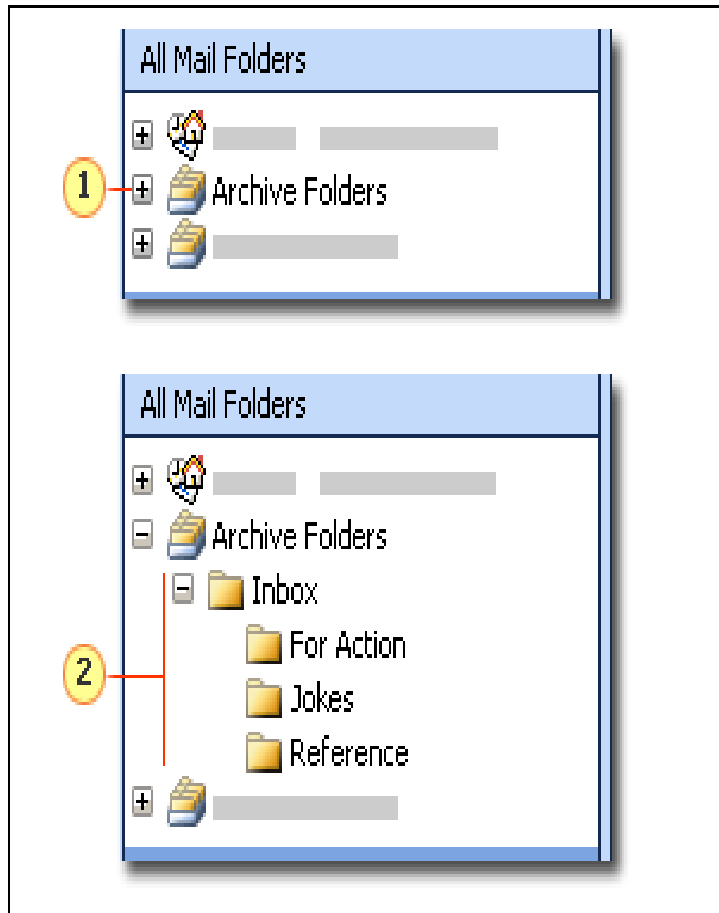 All Mail Folders
1
Archive Folders
All Mail Folders
Archive Folders
Inbox
For Action
2
Jokes
Reference